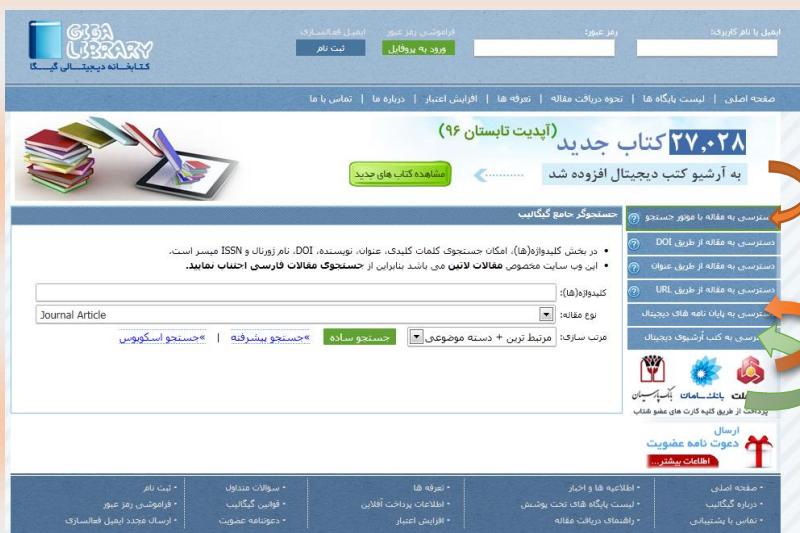 GIGA
LIBRARY
کتابخانه دیجیتالی گیگا
ایمیل یا نام کاربری:
رمز عبور:
فراموشی رمز عبور
ایمیل فعالسازی
ورود به پروفایل
ثبت نام
صفحه اصلی | لیست پایگاه ها | نحوه دریافت مقاله | تعرفه ها | افزایش اعتبار | درباره ما | تماس با ما
۲۷,۰۲۸ کتاب جدید (آپدیت تابستان ۹۶)
به آرشیو کتب دیجیتال افزوده شد
مشاهده کتاب های جدید
دسترسی به مقاله با موتور جستجو
دسترسی به مقاله از طریق DOI
دسترسی به مقاله از طریق عنوان
دسترسی به مقاله از طریق URL
دسترسی به پایان نامه های دیجیتال
دسترسی به کتب آرشیوی دیجیتال
جستجوگر جامع گیگالیب
• در بخش کلیدواژه(ها)، امکان جستجوی کلمات کلیدی، عنوان، نویسنده، DOI، نام ژورنال و ISSN میسر است.
• این وب سایت مخصوص مقالات لاتین می باشد بنابراین از جستجوی مقالات فارسی اجتناب نمایید.
کلیدواژه(ها):
نوع مقاله:
Journal Article
مرتب سازی:
مرتبط ترین + دسته موضوعی
جستجو ساده
»جستجو پیشرفته | »جستجو اسکوپوس
بانک سامان
بانک پارسیان
پرداخت از طریق کلیه کارت های عضو شتاب
ارسال
دعوت نامه عضویت
اطلاعات بیشتر...
• صفحه اصلی
• درباره گیگالیب
• تماس با پشتیبانی
• اطلاعیه ها و اخبار
• لیست پایگاه های تحت پوشش
• راهنمای دریافت مقاله
• تعرفه ها
• اطلاعات پرداخت آفلاین
• افزایش اعتبار
• سوالات متداول
• قوانین گیگالیب
• دعوتنامه عضویت
• ثبت نام
• فراموشی رمز عبور
• ارسال مجدد ایمیل فعالسازی